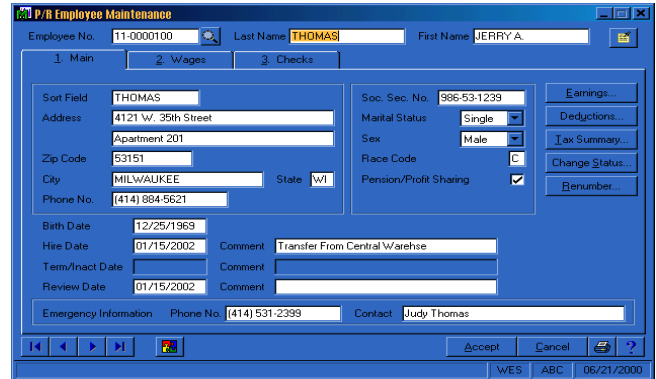 P/R Employee Maintenance
Employee No. 11-0000100 Last Name THOMAS First Name JERRY A.
1. Main 2. Wages 3. Checks
Sort Field THOMAS Soc. Sec. No. 986-53-1239 Earnings...
Address 4121 W. 35th Street Marital Status Single Deductions...
Apartment 201 Sex Male Tax Summary...
Zip Code 53151 Race Code C Change Status...
City MILWAUKEE State WI Pension/Profit Sharing Renumber...
Phone No. (414) 884-5621
Birth Date 12/25/1969
Hire Date 01/15/2002 Comment Transfer From Central Warehse
Term/Inact Date Comment
Review Date 01/15/2002 Comment
Emergency Information Phone No. (414) 531-2399 Contact Judy Thomas
Accept Cancel ?
WES ABC 06/21/2000